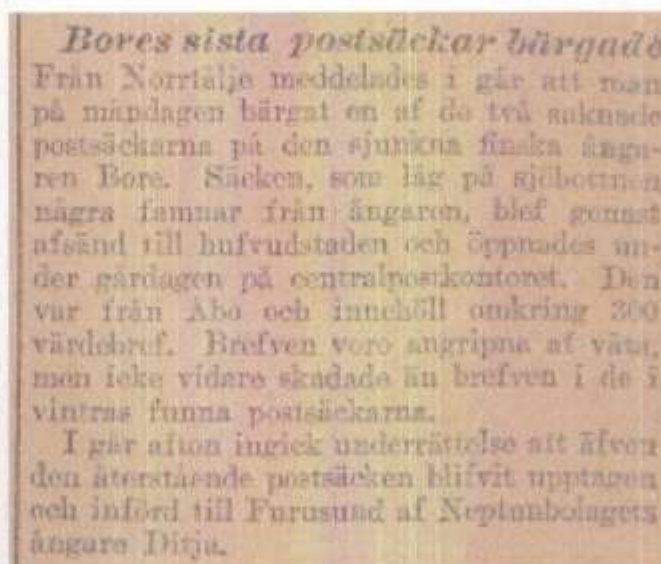 Bores sista postsäckar bärgade
Från Norrtälje meddelades i går att man
på måndagen bärgat en af de två saknade
postsäckarna på den sjunkna finska ånga-
ren Bore. Säcken, som låg på sjöbottnen
några famnar från ångaren, blef genast
afsänd till hufvudstaden och öppnades un-
der gårdagen på centralpostkontoret. Den
var från Åbo och innehöll omkring 300
värdebref. Brefven voro angripna af väta,
men icke vidare skadade än brefven i de i
vintras funna postsäckarna.
I går afton ingick underrättelse att äfven
den återstående postsäcken blifvit upptagen
och införd till Furusund af Neptunbolagets
ångare Ditja.